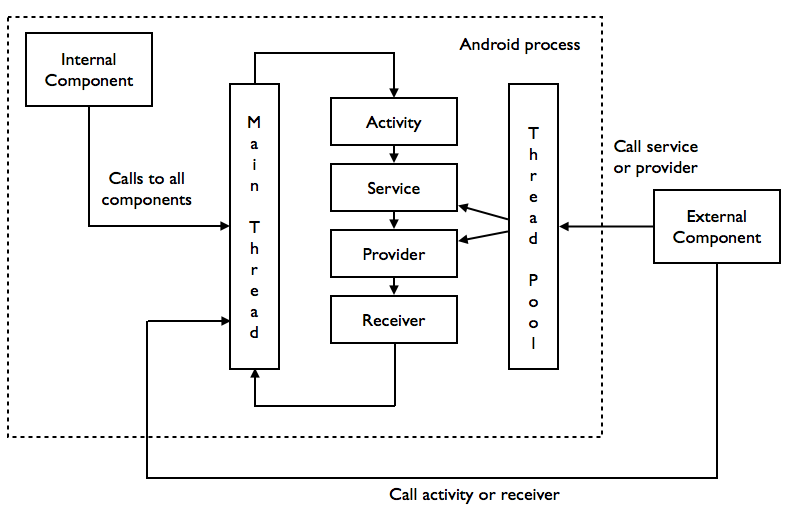 Android process
Internal
Component
Main Thread
Activity
Thread Pool
Call service
or provider
Calls to all
components
Service
External
Component
Provider
Receiver
Call activity or receiver